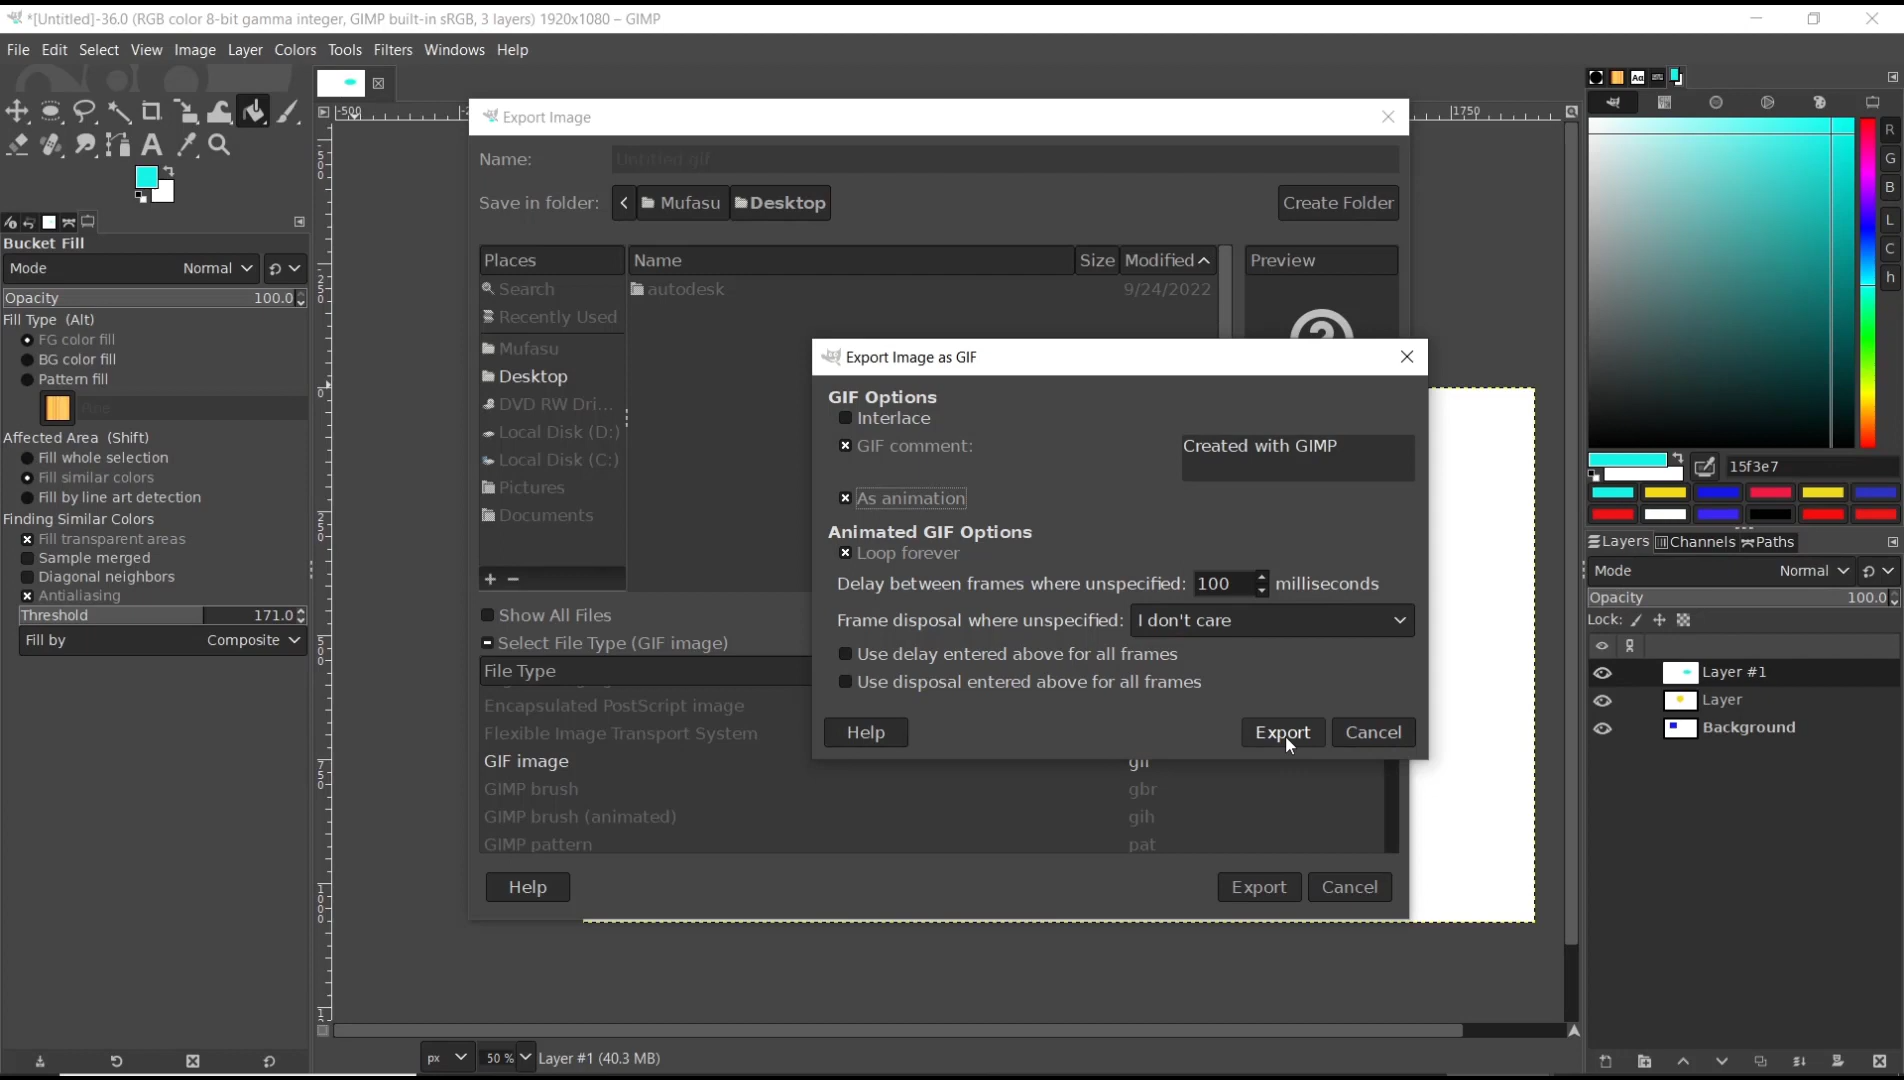 *[Untitled]-36.0 (RGB color 8-bit gamma integer, GIMP built-in sRGB, 3 layers) 1920x1080 – GIMP
File Edit Select View Image Layer Colors Tools Filters Windows Help
Bucket Fill
Mode Normal
Opacity 100.0
Fill Type (Alt)
FG color fill
BG color fill
Pattern fill
Pine
Affected Area (Shift)
Fill whole selection
Fill similar colors
Fill by line art detection
Finding Similar Colors
Fill transparent areas
Sample merged
Diagonal neighbors
Antialiasing
Threshold 171.0
Fill by Composite
-500
1750
Export Image
Name: Untitled.gif
Save in folder: Mufasu Desktop Create Folder
Places Name Size Modified Preview
Search autodesk 9/24/2022
Recently Used
Mufasu
Desktop
DVD RW Dri...
Local Disk (D:)
Local Disk (C:)
Pictures
Documents
Show All Files
Select File Type (GIF image)
File Type
Encapsulated PostScript image
Flexible Image Transport System
GIF image gif
GIMP brush gbr
GIMP brush (animated) gih
GIMP pattern pat
Help Export Cancel
Export Image as GIF
GIF Options
Interlace
GIF comment: Created with GIMP
As animation
Animated GIF Options
Loop forever
Delay between frames where unspecified: 100 milliseconds
Frame disposal where unspecified: I don't care
Use delay entered above for all frames
Use disposal entered above for all frames
Help Export Cancel
px 50 % Layer #1 (40.3 MB)
Aa
R
G
B
L
C
h
15f3e7
Layers Channels Paths
Mode Normal
Opacity 100.0
Lock:
Layer #1
Layer
Background